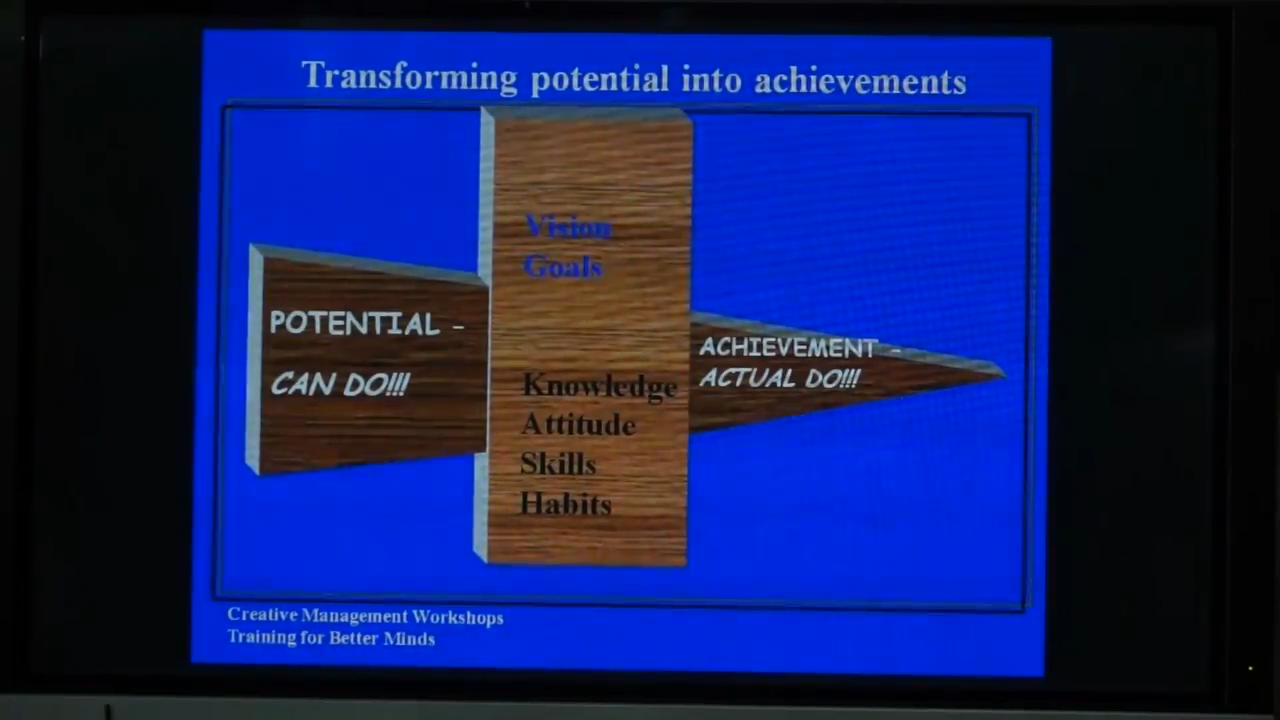 Transforming potential into achievements
Vision
Goals
POTENTIAL -
CAN DO!!!
Knowledge
Attitude
Skills
Habits
ACHIEVEMENT -
ACTUAL DO!!!
Creative Management Workshops
Training for Better Minds